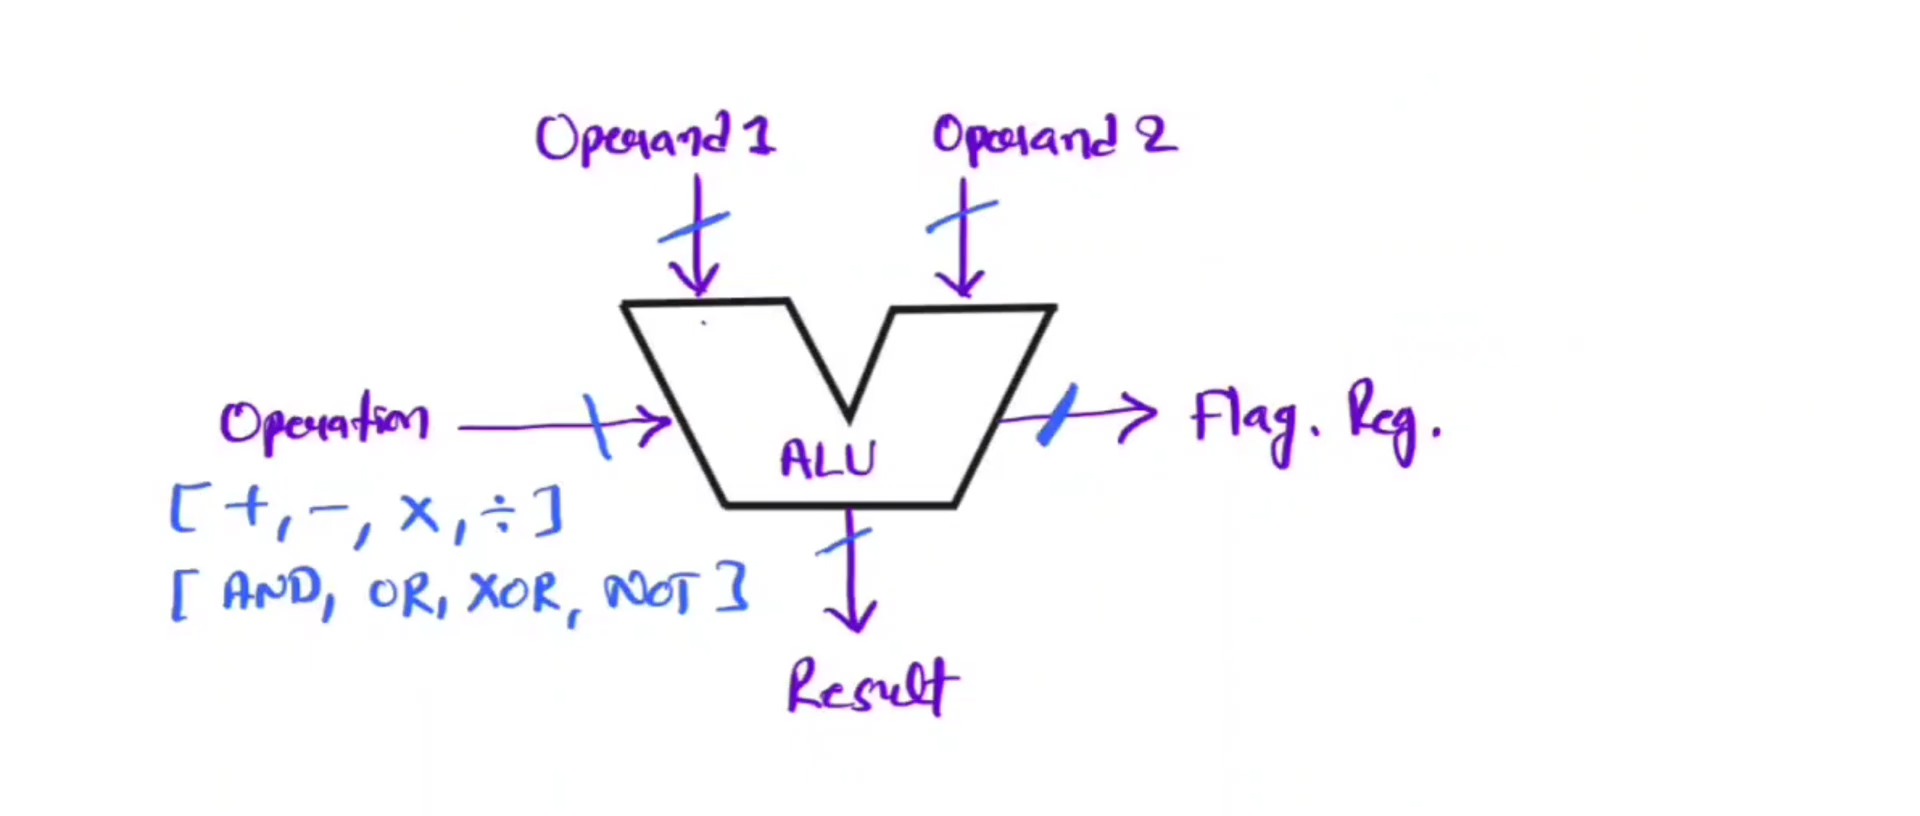 Operand 1
Operand 2
Operation
Flag. Reg.
ALU
[+, -, x, ÷]
[AND, OR, XOR, NOT]
Result